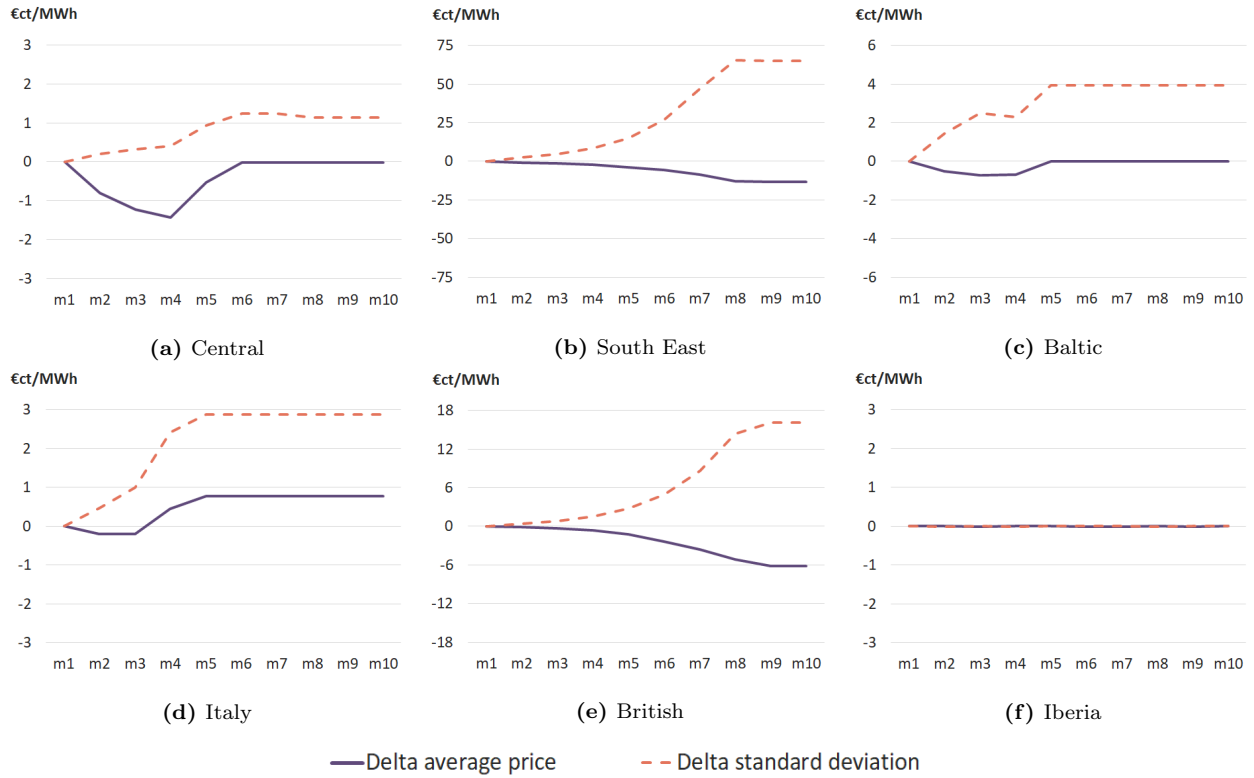 €ct/MWh
3
2
1
0
-1
-2
-3
m1 m2 m3 m4 m5 m6 m7 m8 m9 m10
(a) Central
€ct/MWh
75
50
25
0
-25
-50
-75
m1 m2 m3 m4 m5 m6 m7 m8 m9 m10
(b) South East
€ct/MWh
6
4
2
0
-2
-4
-6
m1 m2 m3 m4 m5 m6 m7 m8 m9 m10
(c) Baltic
€ct/MWh
3
2
1
0
-1
-2
-3
m1 m2 m3 m4 m5 m6 m7 m8 m9 m10
(d) Italy
€ct/MWh
18
12
6
0
-6
-12
-18
m1 m2 m3 m4 m5 m6 m7 m8 m9 m10
(e) British
€ct/MWh
3
2
1
0
-1
-2
-3
m1 m2 m3 m4 m5 m6 m7 m8 m9 m10
(f) Iberia
Delta average price
Delta standard deviation